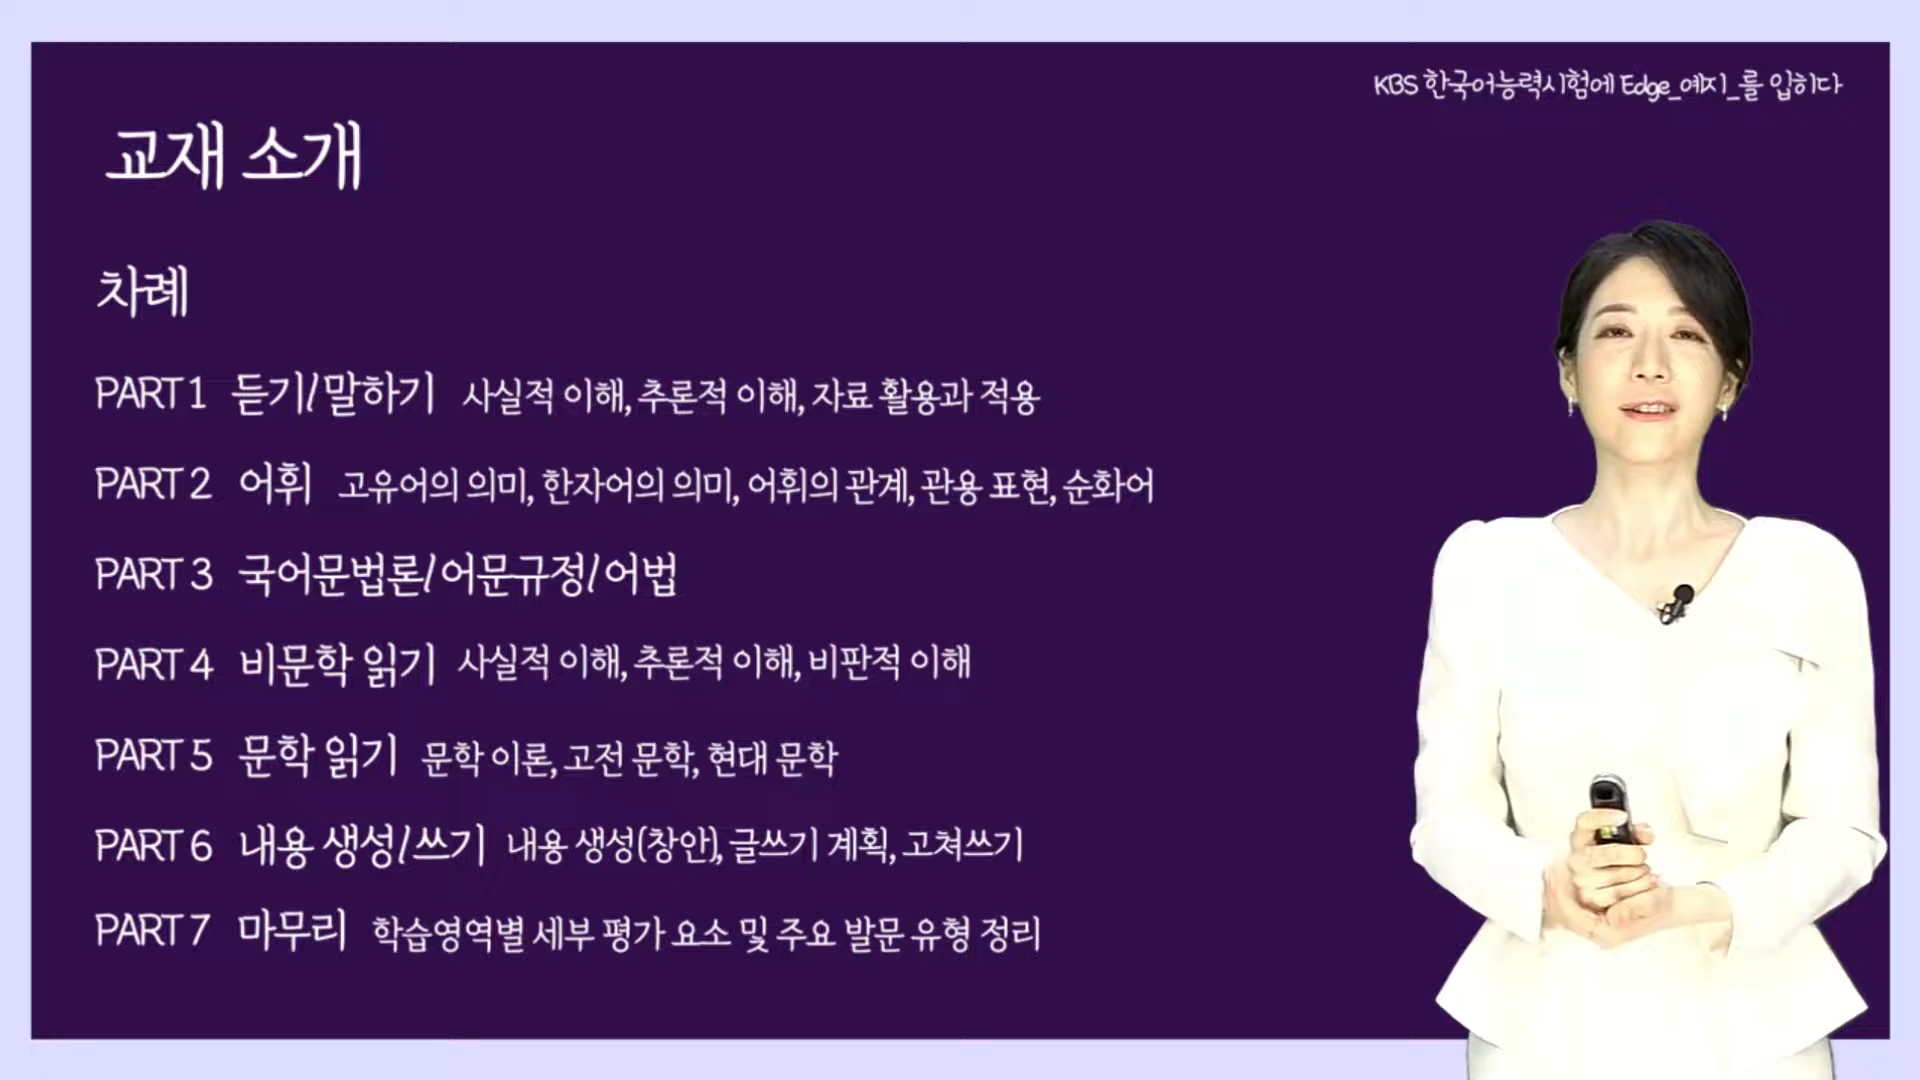 KBS 한국어능력시험에 Edge_예지_를 입히다
교재 소개
차례
PART 1 듣기/말하기 사실적 이해, 추론적 이해, 자료 활용과 적용
PART 2 어휘 고유어의 의미, 한자어의 의미, 어휘의 관계, 관용 표현, 순화어
PART 3 국어문법론/어문규정/어법
PART 4 비문학 읽기 사실적 이해, 추론적 이해, 비판적 이해
PART 5 문학 읽기 문학 이론, 고전 문학, 현대 문학
PART 6 내용 생성/쓰기 내용 생성(창안), 글쓰기 계획, 고쳐쓰기
PART 7 마무리 학습영역별 세부 평가 요소 및 주요 발문 유형 정리